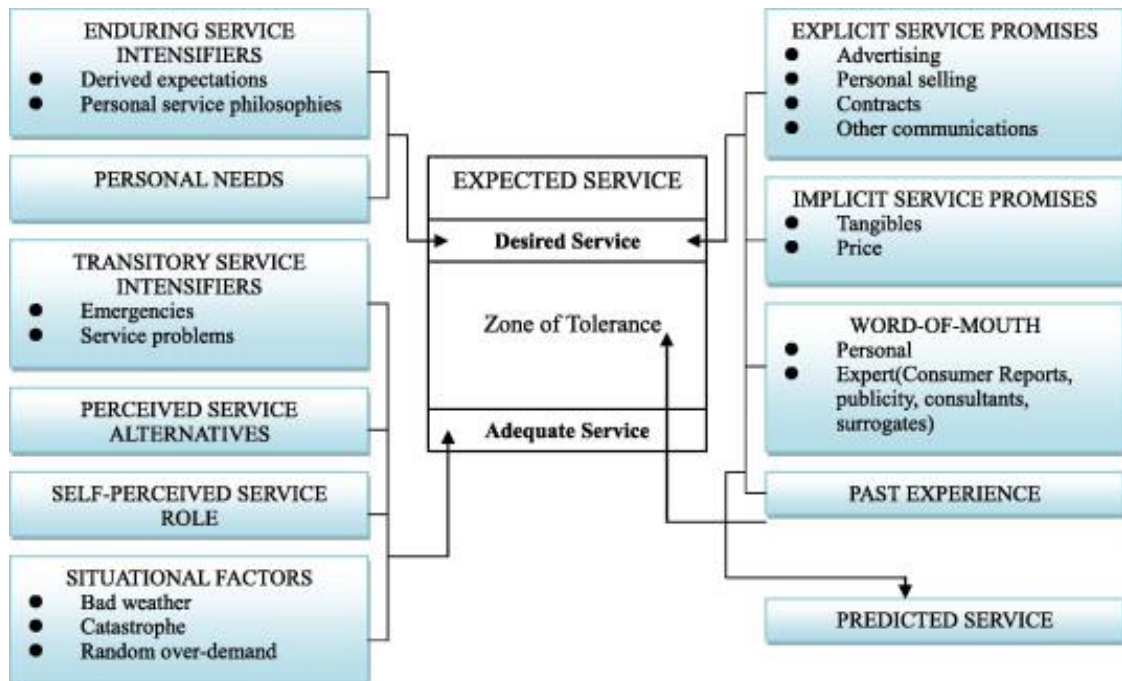 ENDURING SERVICE
INTENSIFIERS
● Derived expectations
● Personal service philosophies
PERSONAL NEEDS
TRANSITORY SERVICE
INTENSIFIERS
● Emergencies
● Service problems
PERCEIVED SERVICE
ALTERNATIVES
SELF-PERCEIVED SERVICE
ROLE
SITUATIONAL FACTORS
● Bad weather
● Catastrophe
● Random over-demand
EXPECTED SERVICE
Desired Service
Zone of Tolerance
Adequate Service
EXPLICIT SERVICE PROMISES
● Advertising
● Personal selling
● Contracts
● Other communications
IMPLICIT SERVICE PROMISES
● Tangibles
● Price
WORD-OF-MOUTH
● Personal
● Expert(Consumer Reports,
publicity, consultants,
surrogates)
PAST EXPERIENCE
PREDICTED SERVICE